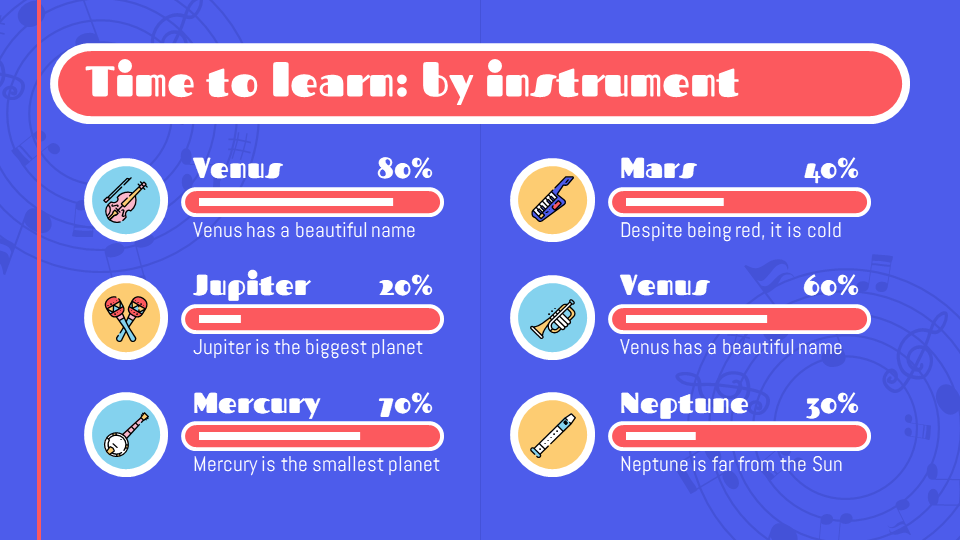 Time to learn: by instrument
Venus 80%
Venus has a beautiful name
Jupiter 20%
Jupiter is the biggest planet
Mercury 70%
Mercury is the smallest planet
Mars 40%
Despite being red, it is cold
Venus 60%
Venus has a beautiful name
Neptune 30%
Neptune is far from the Sun